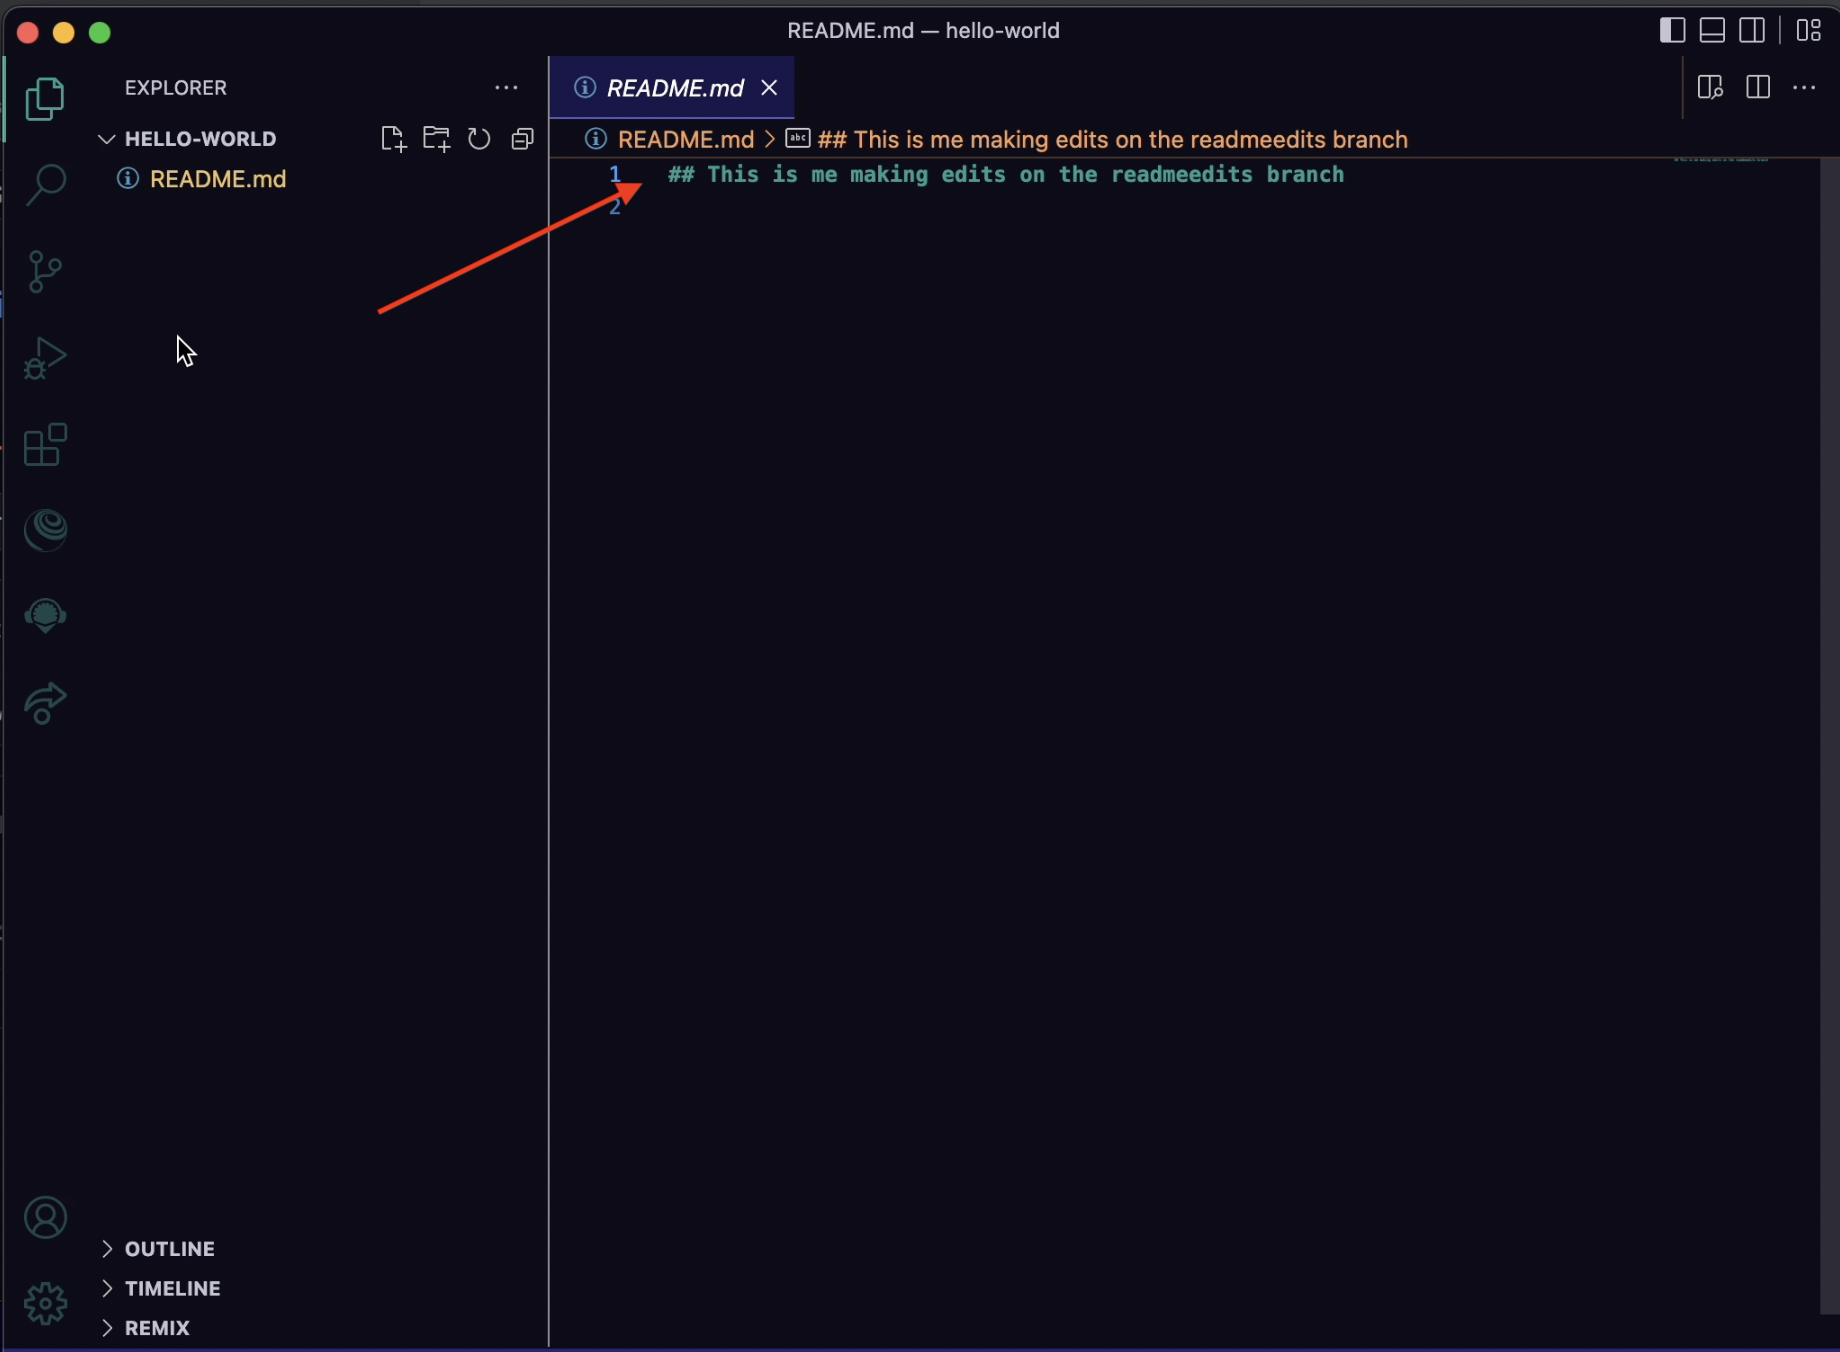 README.md — hello-world
EXPLORER
README.md
HELLO-WORLD
README.md > ## This is me making edits on the readmeedits branch
README.md
1 ## This is me making edits on the readmeedits branch
2
OUTLINE
TIMELINE
REMIX